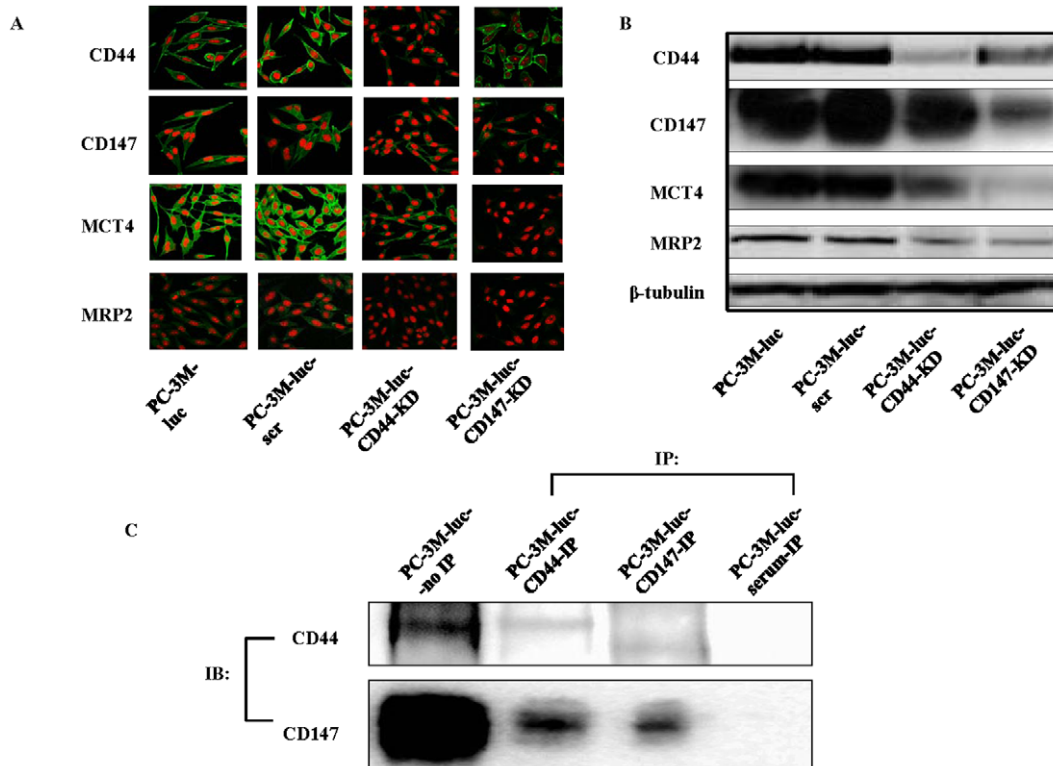 A
CD44
CD147
MCT4
MRP2
PC-3M-
luc
PC-3M-luc-
scr
PC-3M-luc-
CD44-KD
PC-3M-luc-
CD147-KD
B
CD44
CD147
MCT4
MRP2
β-tubulin
PC-3M-luc
PC-3M-luc-
scr
PC-3M-luc-
CD44-KD
PC-3M-luc-
CD147-KD
C
IP:
PC-3M-luc-
-no IP
PC-3M-luc-
CD44-IP
PC-3M-luc-
CD147-IP
PC-3M-luc-
serum-IP
IB:
CD44
CD147